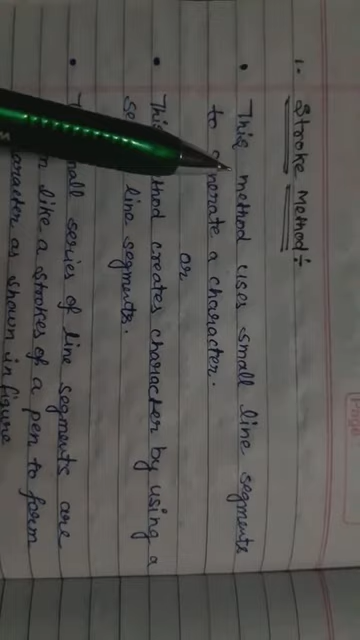 1. Stroke Method :-
• This method uses small line segments
to generate a character.
or
• This method creates character by using a
line segments.
• small series of line segments are
like a strokes of a pen to form
character as shown in figure
Page